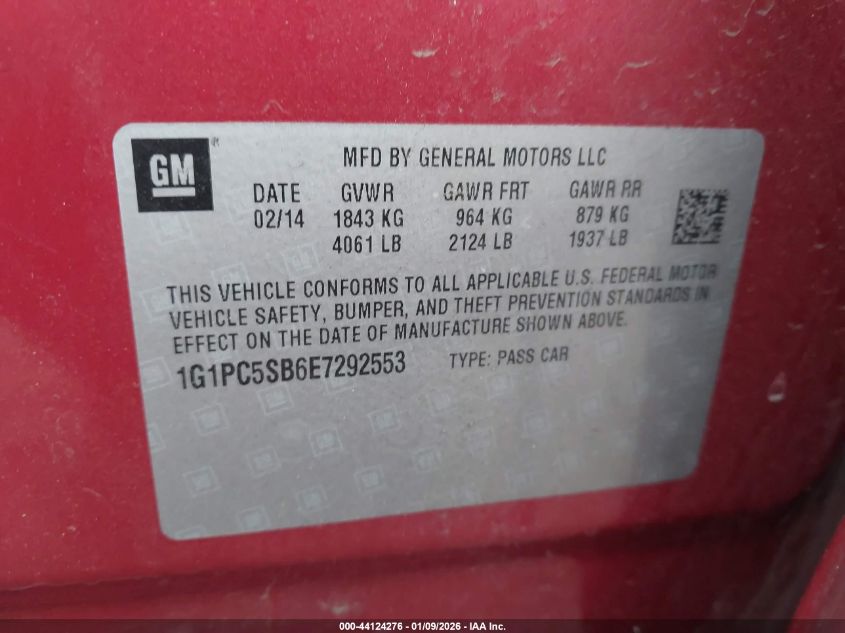 GM
MFD BY GENERAL MOTORS LLC
DATE GVWR GAWR FRT GAWR RR
02/14 1843 KG 964 KG 879 KG
4061 LB 2124 LB 1937 LB
THIS VEHICLE CONFORMS TO ALL APPLICABLE U.S. FEDERAL MOTOR
VEHICLE SAFETY, BUMPER, AND THEFT PREVENTION STANDARDS IN
EFFECT ON THE DATE OF MANUFACTURE SHOWN ABOVE.
1G1PC5SB6E7292553 TYPE: PASS CAR
000-44124276 - 01/09/2026 - IAA Inc.